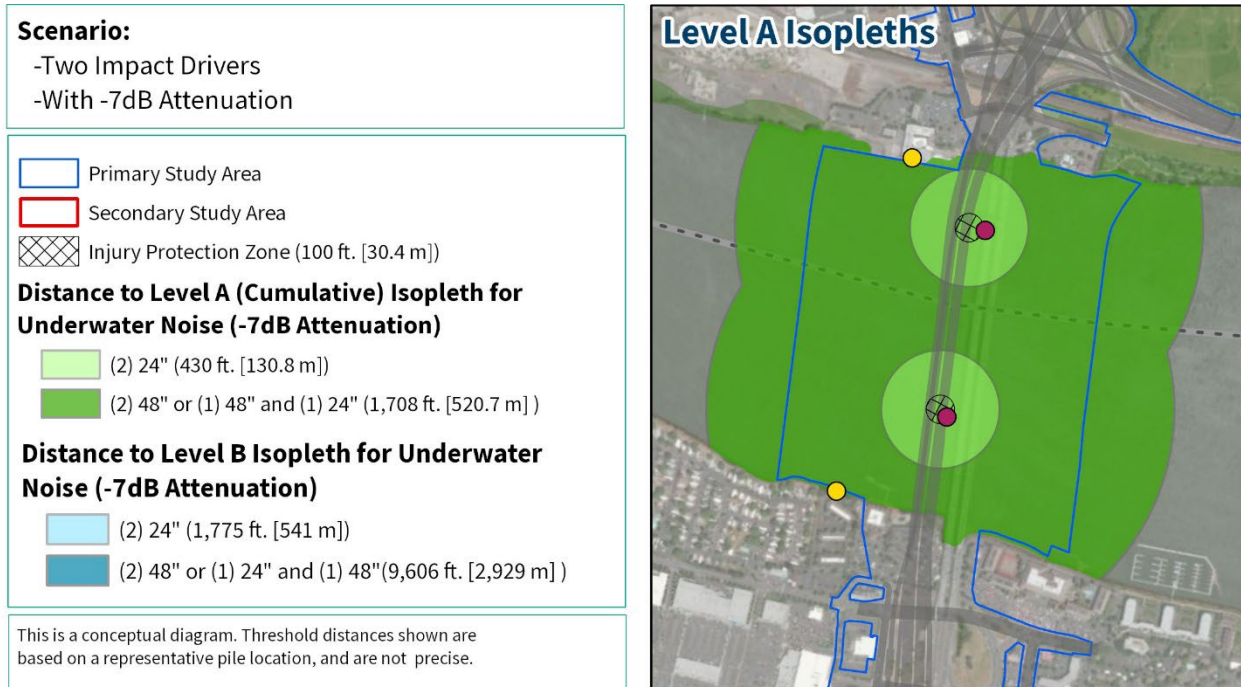 Scenario:
-Two Impact Drivers
-With -7dB Attenuation
Primary Study Area
Secondary Study Area
Injury Protection Zone (100 ft. [30.4 m])
Distance to Level A (Cumulative) Isopleth for
Underwater Noise (-7dB Attenuation)
(2) 24" (430 ft. [130.8 m])
(2) 48" or (1) 48" and (1) 24" (1,708 ft. [520.7 m] )
Distance to Level B Isopleth for Underwater
Noise (-7dB Attenuation)
(2) 24" (1,775 ft. [541 m])
(2) 48" or (1) 24" and (1) 48"(9,606 ft. [2,929 m] )
This is a conceptual diagram. Threshold distances shown are
based on a representative pile location, and are not precise.
Level A Isopleths